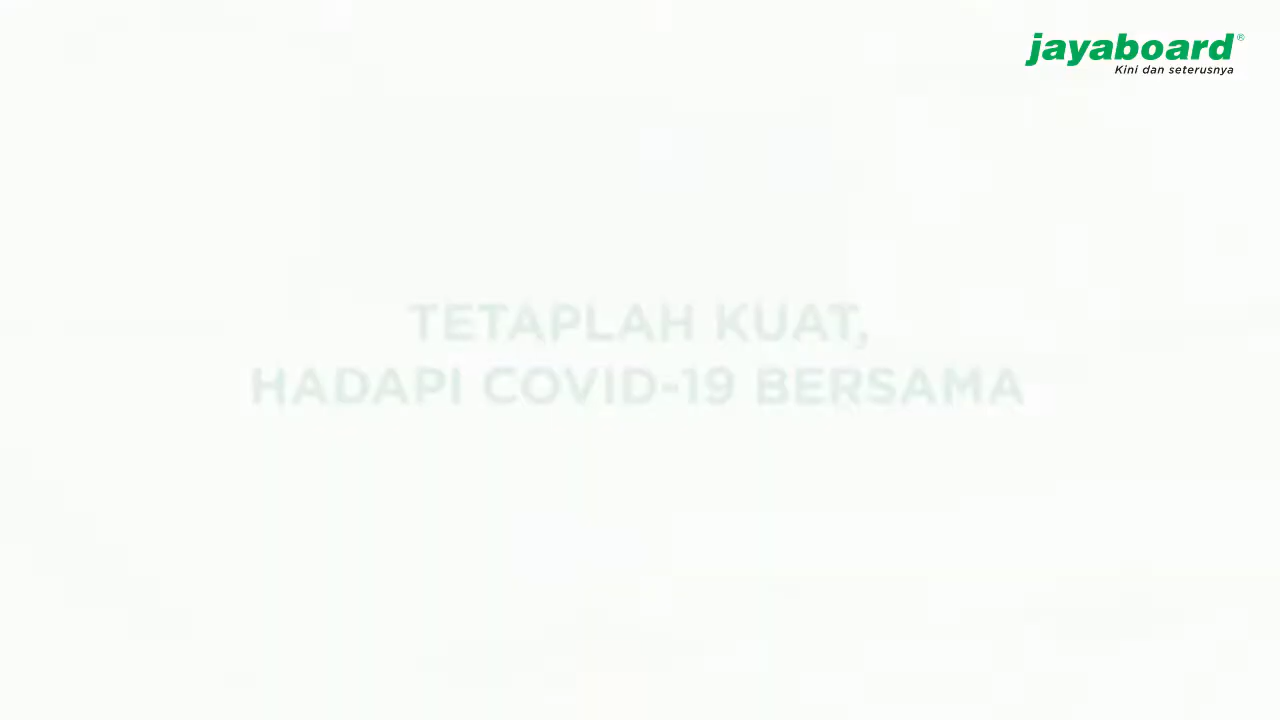 jayaboard®
Kini dan seterusnya
TETAPLAH KUAT,
HADAPI COVID-19 BERSAMA